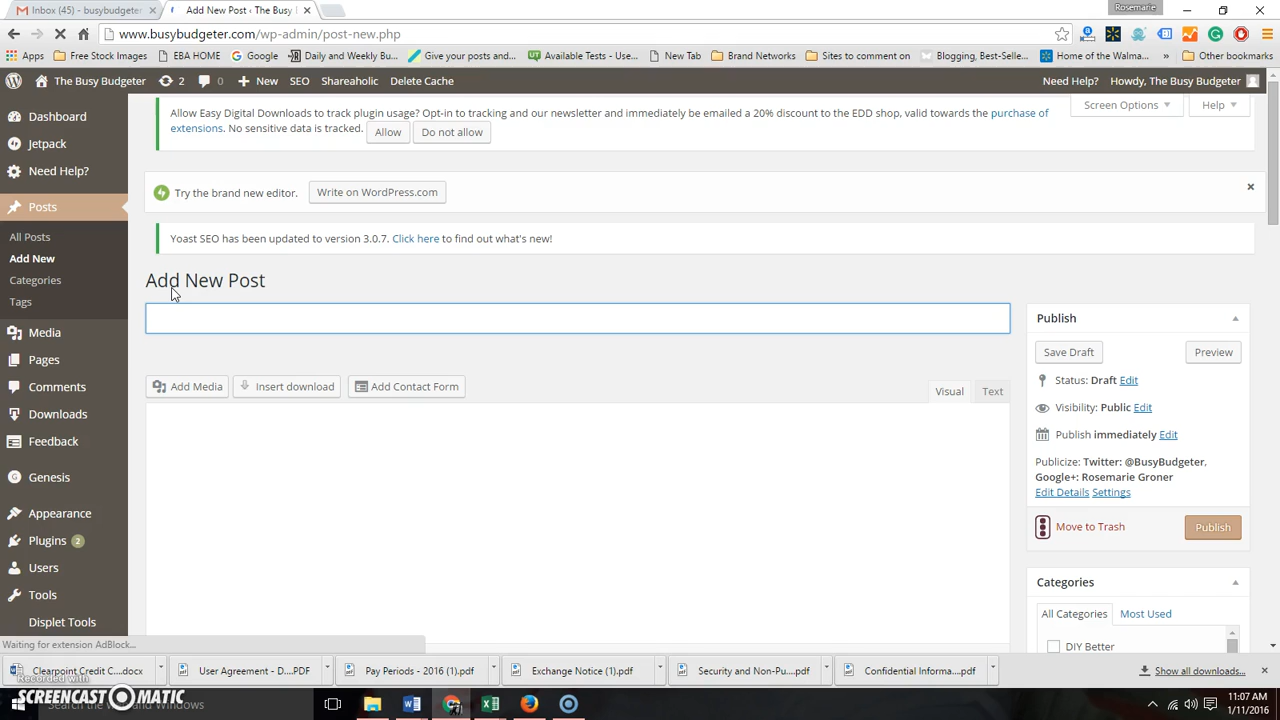 Inbox (45) - busybudgeter
Add New Post ‹ The Busy
Rosemarie
www.busybudgeter.com/wp-admin/post-new.php
Apps
Free Stock Images
EBA HOME
Google
Daily and Weekly Bu...
Give your posts and...
Available Tests - Use...
New Tab
Brand Networks
Sites to comment on
Blogging, Best-Selle...
Home of the Walma...
»
Other bookmarks
The Busy Budgeter
2
0
New
SEO
Shareaholic
Delete Cache
Need Help?
Howdy, The Busy Budgeter
Dashboard
Jetpack
Need Help?
Posts
All Posts
Add New
Categories
Tags
Media
Pages
Comments
Downloads
Feedback
Genesis
Appearance
Plugins 2
Users
Tools
Displet Tools
Screen Options
Help
Allow Easy Digital Downloads to track plugin usage? Opt-in to tracking and our newsletter and immediately be emailed a 20% discount to the EDD shop, valid towards the purchase of
extensions. No sensitive data is tracked. Allow Do not allow
Try the brand new editor. Write on WordPress.com
Yoast SEO has been updated to version 3.0.7. Click here to find out what's new!
Add New Post
Add Media
Insert download
Add Contact Form
Visual
Text
Publish
Save Draft
Preview
Status: Draft Edit
Visibility: Public Edit
Publish immediately Edit
Publicize: Twitter: @BusyBudgeter,
Google+: Rosemarie Groner
Edit Details Settings
Move to Trash
Publish
Categories
All Categories
Most Used
DIY Better
Waiting for extension AdBlock...
Clearpoint Credit C....docx
User Agreement - D....PDF
Pay Periods - 2016 (1).pdf
Exchange Notice (1).pdf
Security and Non-Pu....pdf
Confidential Informa....pdf
Show all downloads...
Recorded with
SCREENCAST MATIC
Search the web and Windows
11:07 AM
1/11/2016